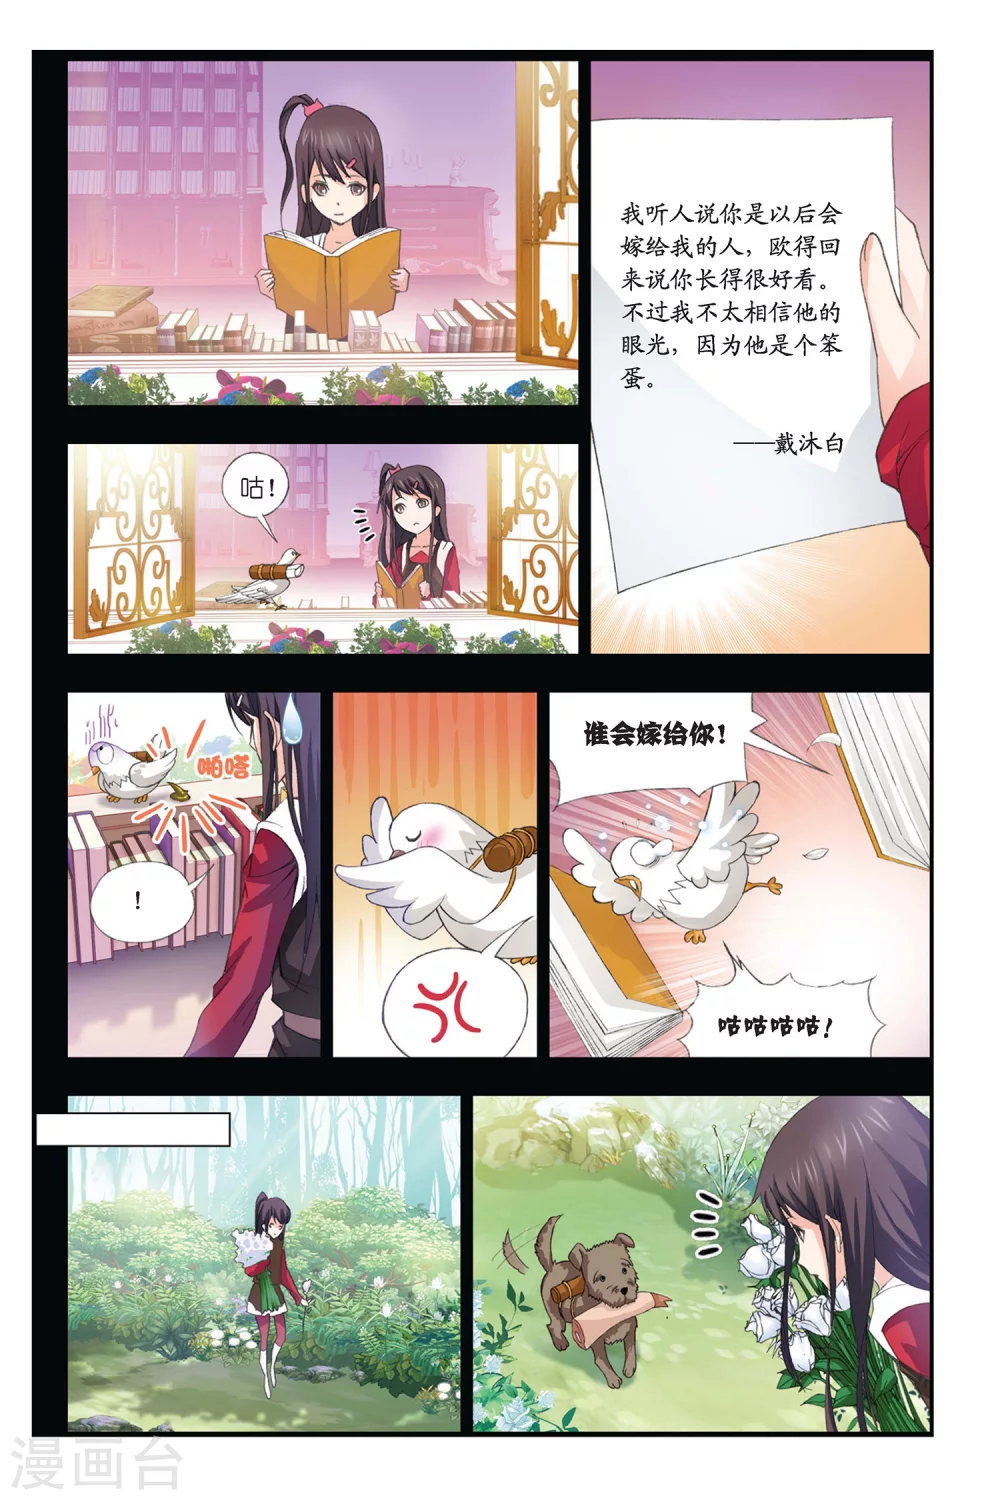 咕！
我听人说你是以后会
嫁给我的人，欧得回
来说你长得很好看。
不过我不太相信他的
眼光，因为他是个笨
蛋。
——戴沐白
啪嗒
！
谁会嫁给你！
咕咕咕咕！
漫画台